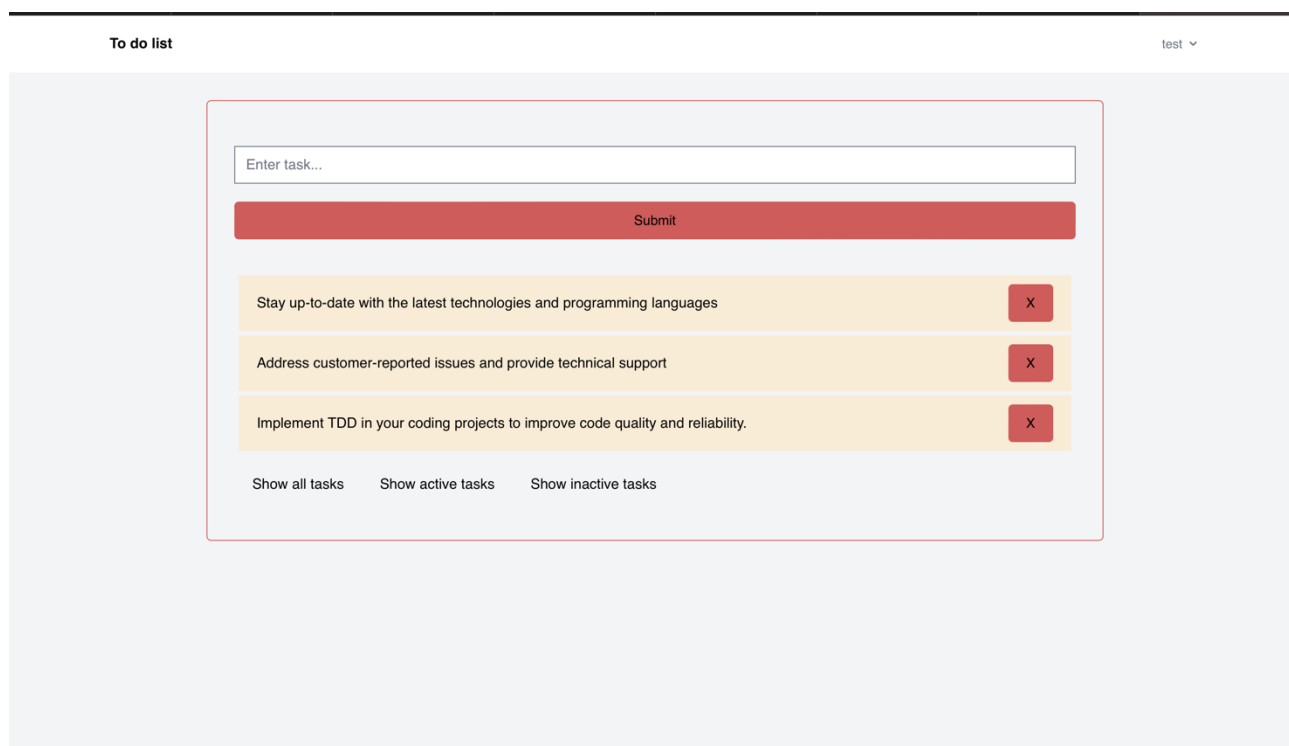 To do list
test
Enter task...
Submit
Stay up-to-date with the latest technologies and programming languages
X
Address customer-reported issues and provide technical support
X
Implement TDD in your coding projects to improve code quality and reliability.
X
Show all tasks Show active tasks Show inactive tasks